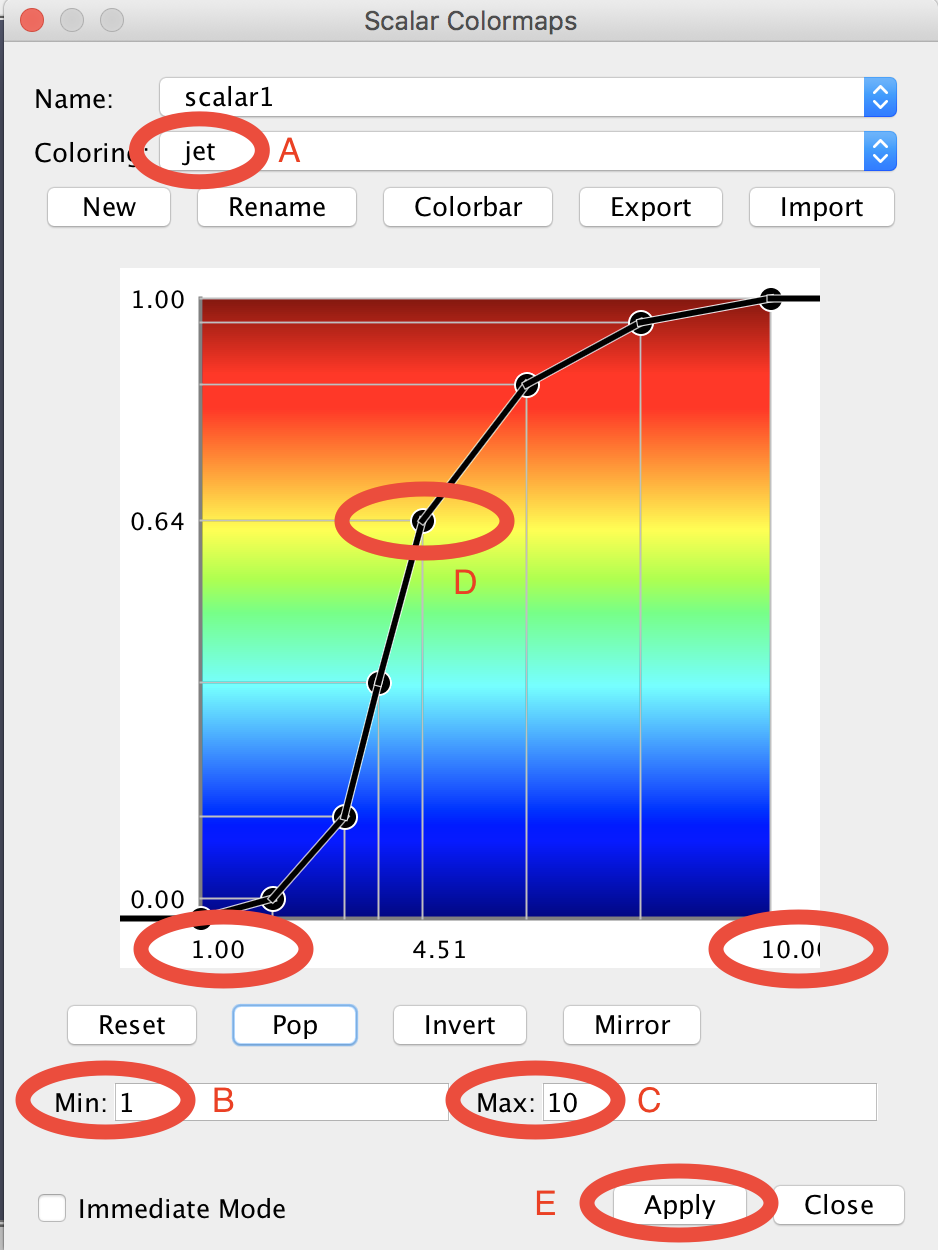 Scalar Colormaps
Name: scalar1
Coloring: jet A
New Rename Colorbar Export Import
1.00
0.64
D
0.00
1.00 4.51 10.00
Reset Pop Invert Mirror
Min: 1 B Max: 10 C
Immediate Mode E Apply Close